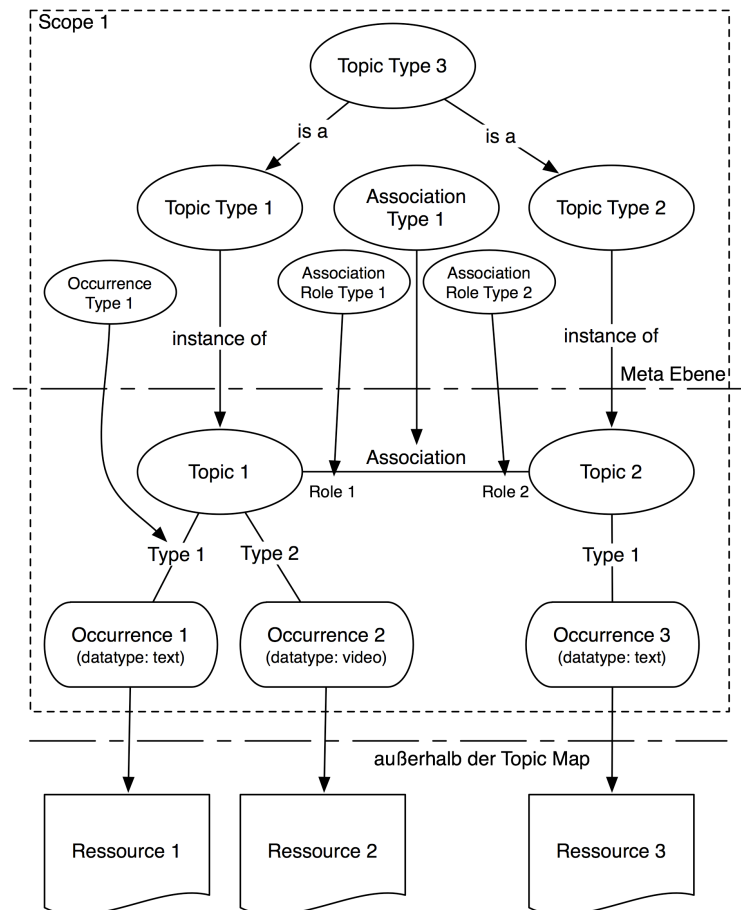 Scope 1
Topic Type 3
is a
is a
Topic Type 1
Association
Type 1
Topic Type 2
Occurrence
Type 1
Association
Role Type 1
Association
Role Type 2
instance of
instance of
Meta Ebene
Topic 1
Association
Topic 2
Role 1
Role 2
Type 1
Type 2
Type 1
Occurrence 1
(datatype: text)
Occurrence 2
(datatype: video)
Occurrence 3
(datatype: text)
außerhalb der Topic Map
Ressource 1
Ressource 2
Ressource 3